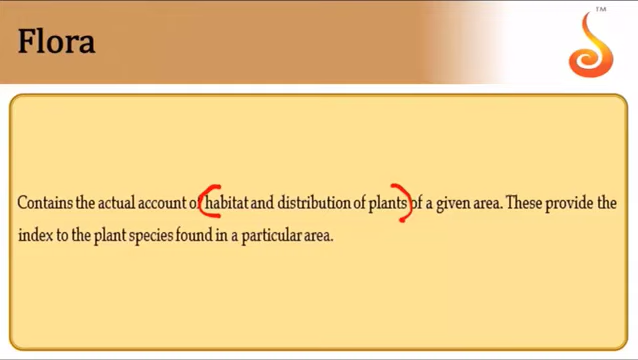 Flora
TM
Contains the actual account of habitat and distribution of plants of a given area. These provide the
index to the plant species found in a particular area.